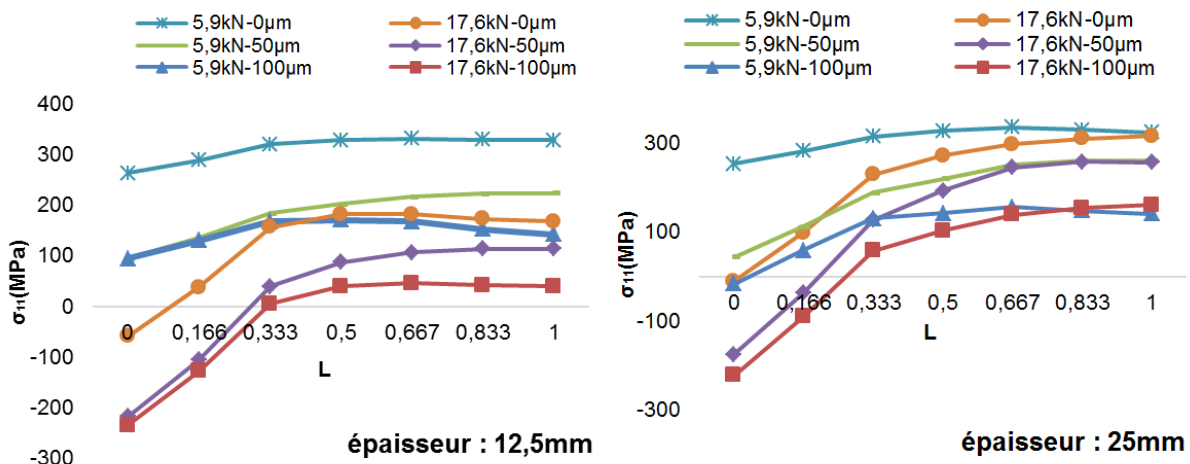 5,9kN-0µm 17,6kN-0µm
5,9kN-50µm 17,6kN-50µm
5,9kN-100µm 17,6kN-100µm
400
300
200
100
0
-100
-200
-300
σ₁₁(MPa)
0 0,166 0,333 0,5 0,667 0,833 1
L
épaisseur : 12,5mm
5,9kN-0µm 17,6kN-0µm
5,9kN-50µm 17,6kN-50µm
5,9kN-100µm 17,6kN-100µm
300
100
-100
-300
σ₁₁(MPa)
0 0,166 0,333 0,5 0,667 0,833 1
L
épaisseur : 25mm